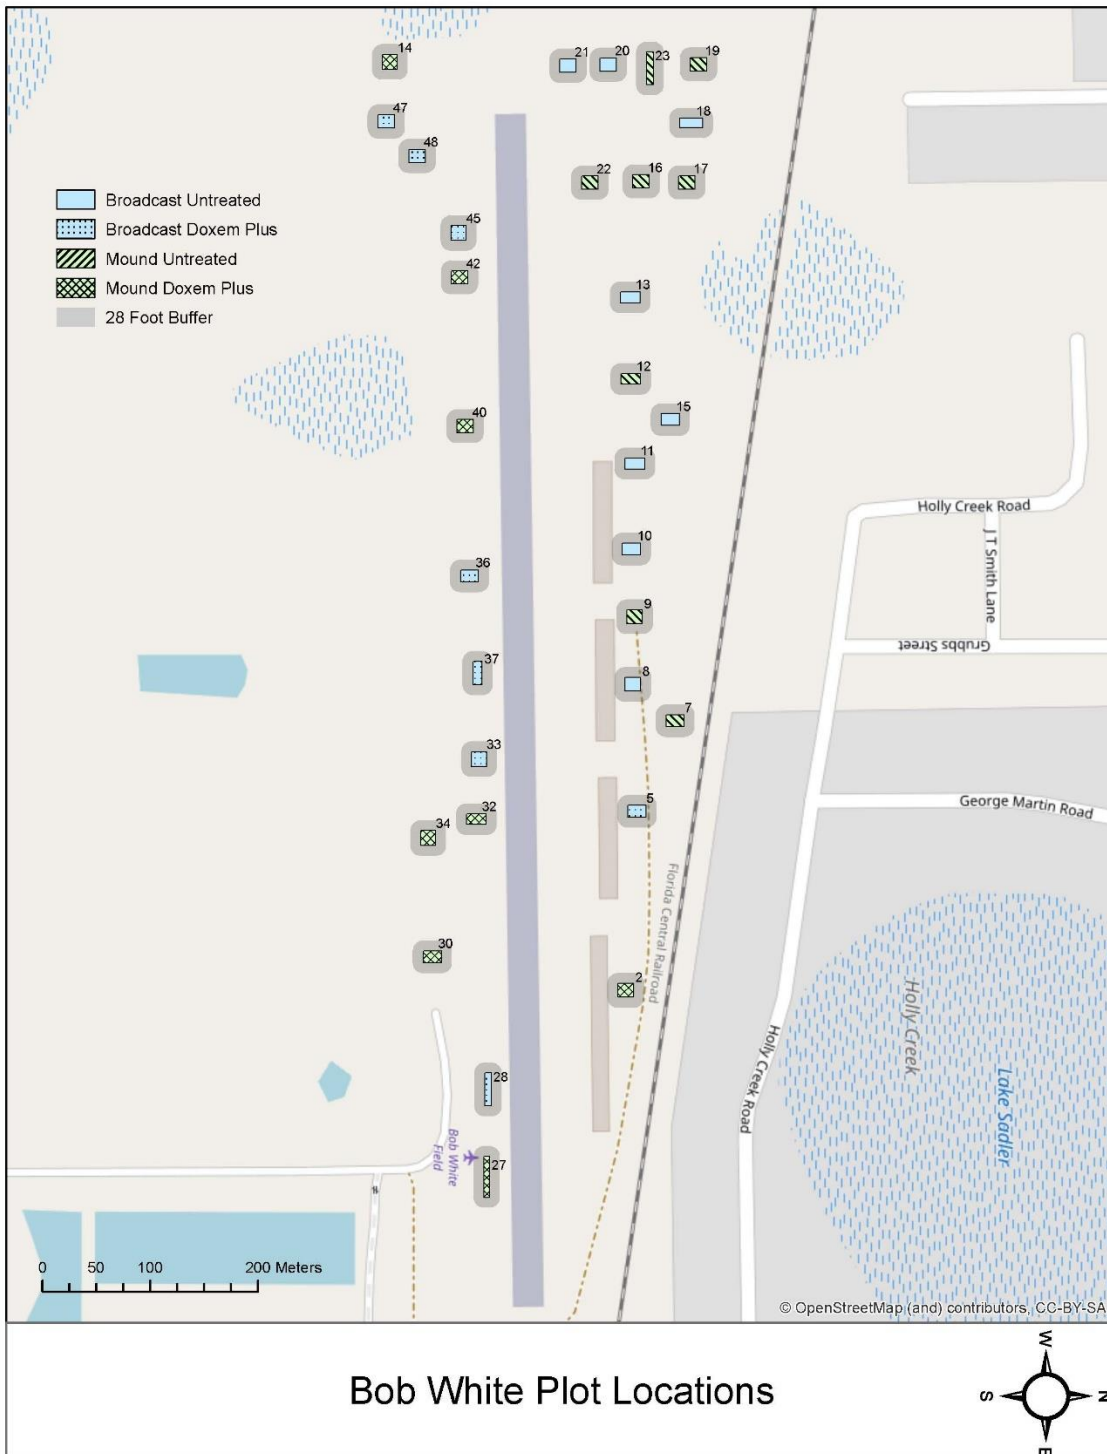 14
21
20
23
19
47
18
48
22
16
17
Broadcast Untreated
Broadcast Doxem Plus
Mound Untreated
Mound Doxem Plus
28 Foot Buffer
45
42
13
12
15
40
11
Holly Creek Road
J T Smith Lane
10
36
9
Grubbs Street
37
8
7
33
5
George Martin Road
32
34
Florida Central Railroad
30
2
Holly Creek
Lake Sadler
Holly Creek Road
28
Bob White
Field
27
0 50 100 200 Meters
© OpenStreetMap (and) contributors, CC-BY-SA
Bob White Plot Locations
W
S N
E